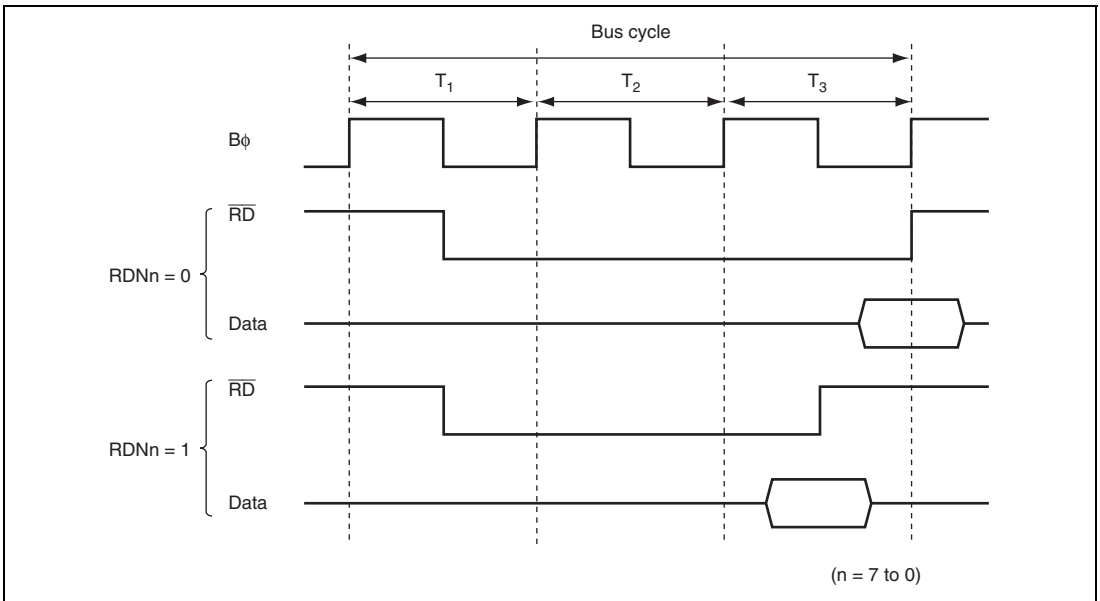 Bus cycle
T1 T2 T3
Bϕ
RD
RDNn = 0
Data
RD
RDNn = 1
Data
(n = 7 to 0)